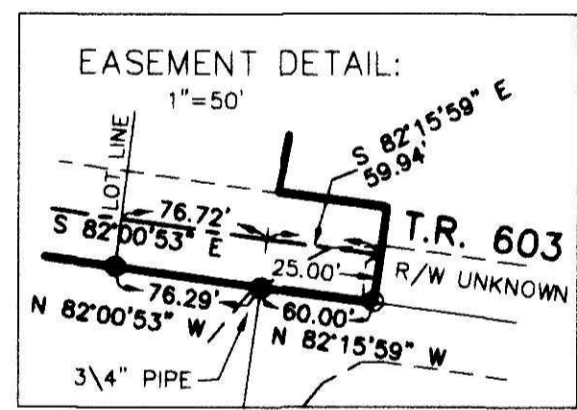 EASEMENT DETAIL:
1"=50'
LOT LINE
S 82°15'59" E
59.94'
76.72'
S 82°00'53" E
T.R. 603
25.00'
R/W UNKNOWN
76.29'
60.00'
N 82°00'53" W
N 82°15'59" W
3\4" PIPE